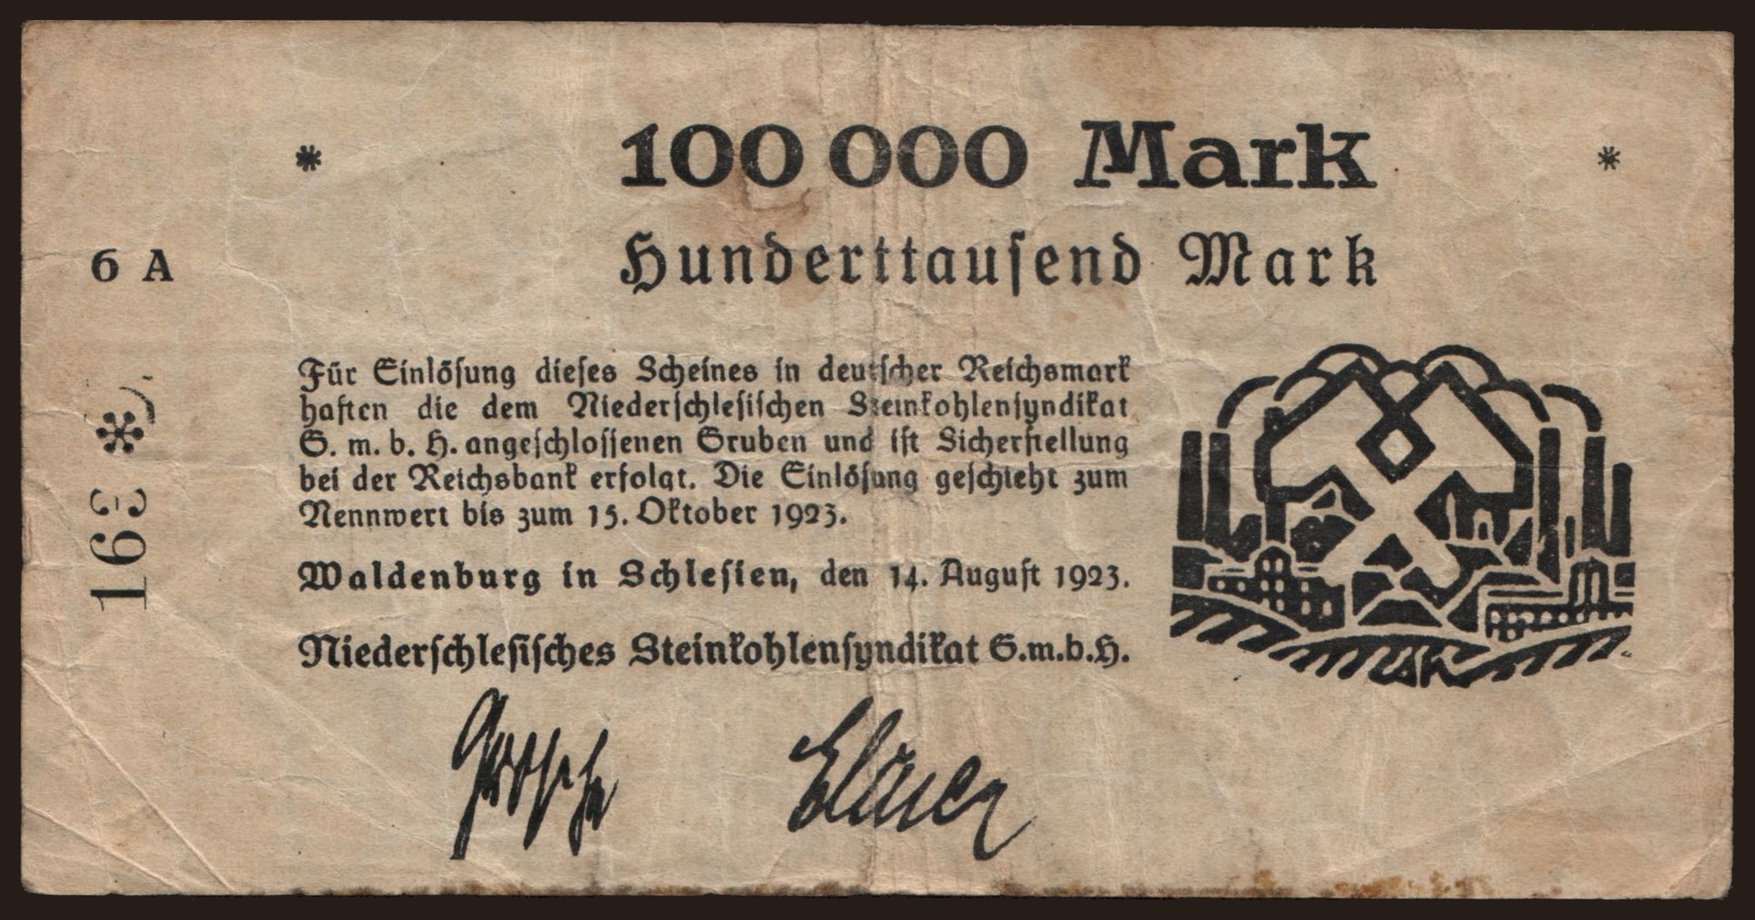 100 000 Mark
Hunderttausend Mark
6 A
163
Für Einlösung dieses Scheines in deutscher Reichsmark
haften die dem Niederschlesischen Steinkohlensyndikat
G. m. b. H. angeschlossenen Gruben und ist Sicherstellung
bei der Reichsbank erfolgt. Die Einlösung geschieht zum
Nennwert bis zum 15. Oktober 1923.
Waldenburg in Schlesien, den 14. August 1923.
Niederschlesisches Steinkohlensyndikat G.m.b.H.